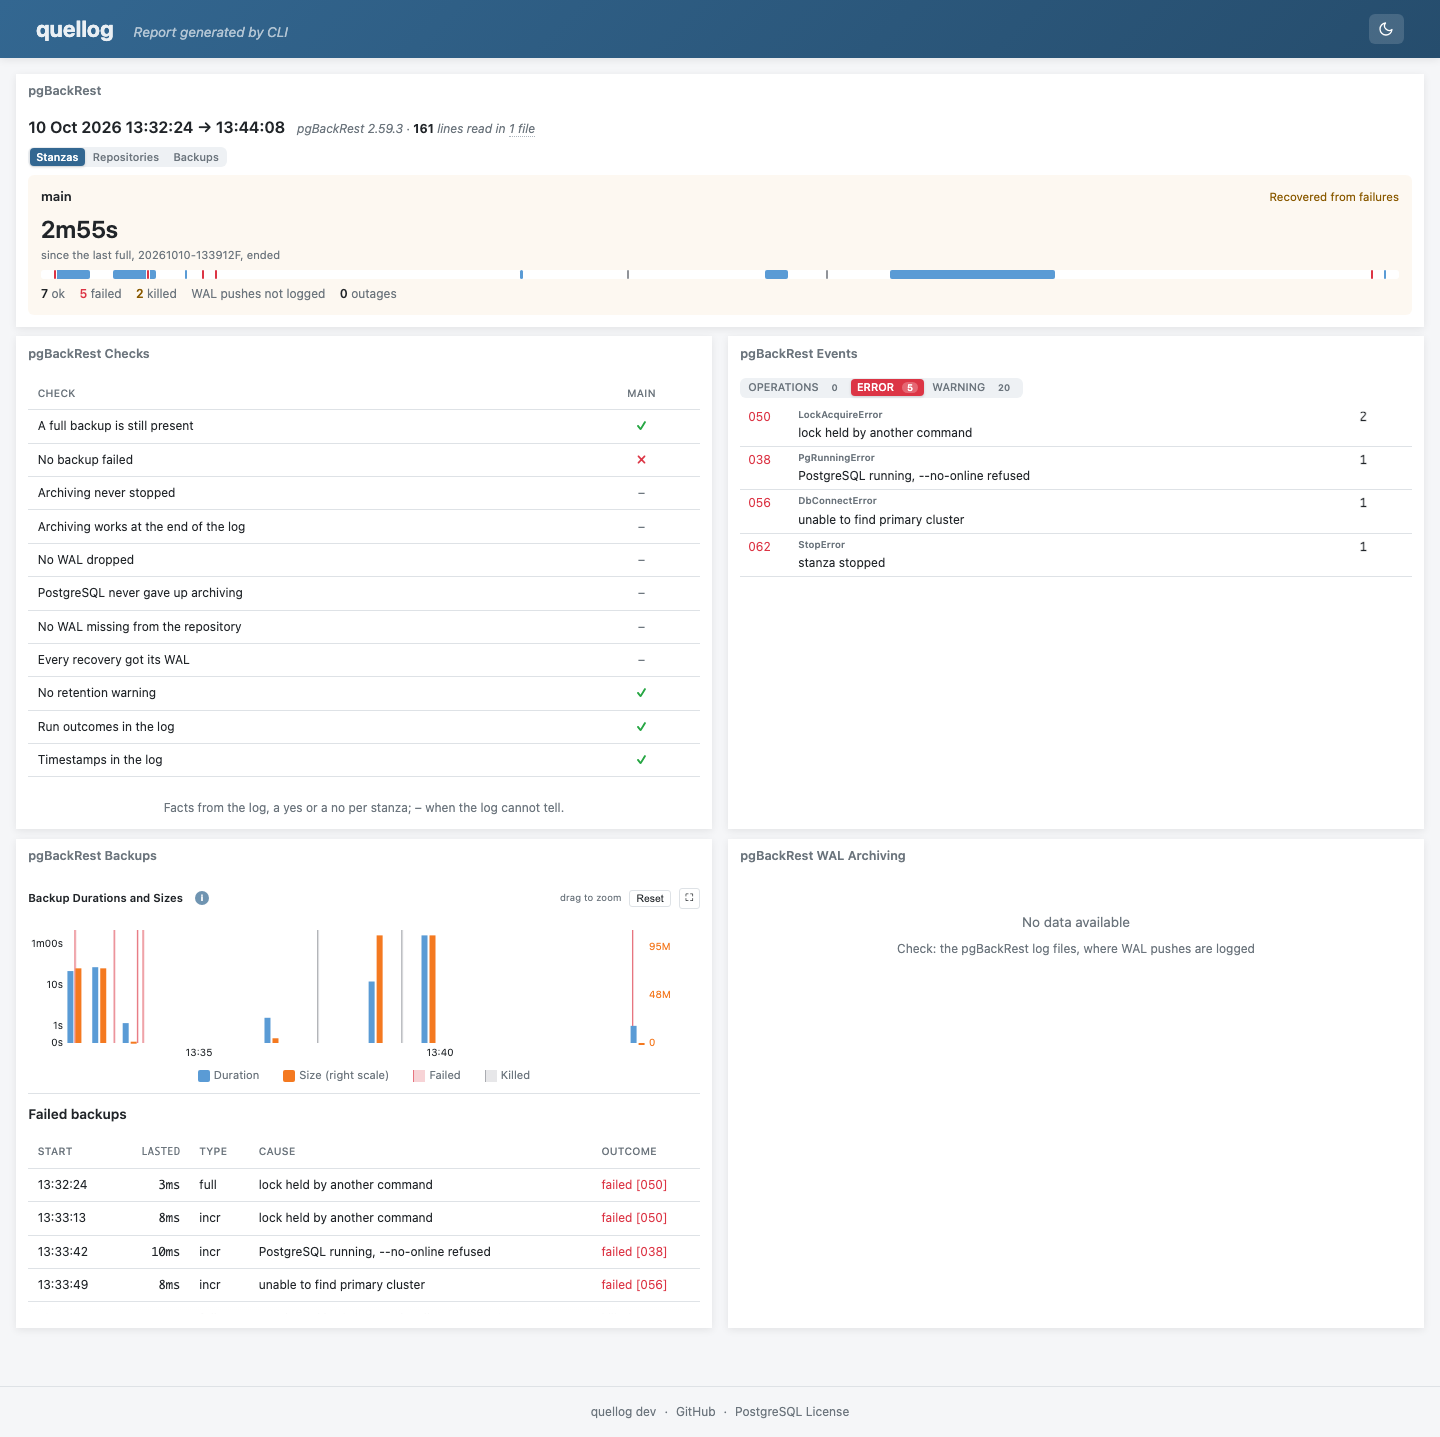 quellog Report generated by CLI
pgBackRest
10 Oct 2026 13:32:24 → 13:44:08 pgBackRest 2.59.3 · 161 lines read in 1 file
Stanzas Repositories Backups
main Recovered from failures
2m55s
since the last full, 20261010-133912F, ended
7 ok 5 failed 2 killed WAL pushes not logged 0 outages
pgBackRest Checks
CHECK MAIN
A full backup is still present ✓
No backup failed ✕
Archiving never stopped –
Archiving works at the end of the log –
No WAL dropped –
PostgreSQL never gave up archiving –
No WAL missing from the repository –
Every recovery got its WAL –
No retention warning ✓
Run outcomes in the log ✓
Timestamps in the log ✓
Facts from the log, a yes or a no per stanza; – when the log cannot tell.
pgBackRest Events
OPERATIONS 0 ERROR 5 WARNING 20
050 LockAcquireError 2
lock held by another command
038 PgRunningError 1
PostgreSQL running, --no-online refused
056 DbConnectError 1
unable to find primary cluster
062 StopError 1
stanza stopped
pgBackRest Backups
Backup Durations and Sizes i drag to zoom Reset
1m00s
10s
1s
0s
95M
48M
0
13:35 13:40
Duration Size (right scale) Failed Killed
Failed backups
START LASTED TYPE CAUSE OUTCOME
13:32:24 3ms full lock held by another command failed [050]
13:33:13 8ms incr lock held by another command failed [050]
13:33:42 10ms incr PostgreSQL running, --no-online refused failed [038]
13:33:49 8ms incr unable to find primary cluster failed [056]
pgBackRest WAL Archiving
No data available
Check: the pgBackRest log files, where WAL pushes are logged
quellog dev · GitHub · PostgreSQL License